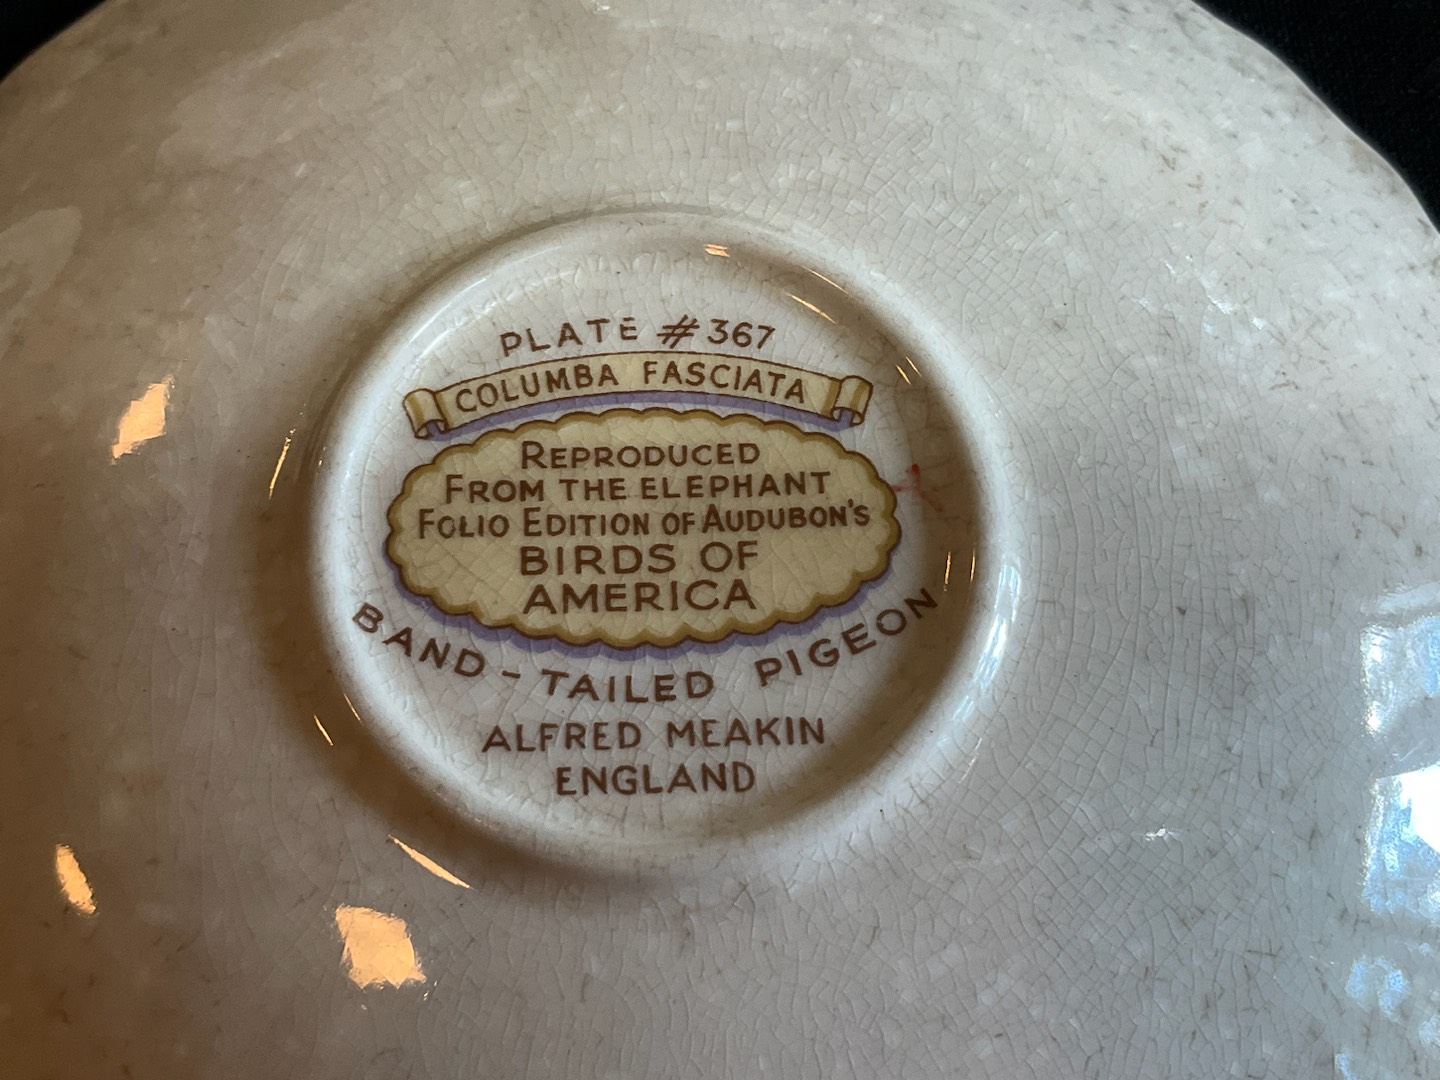 PLATE # 367
COLUMBA FASCIATA
REPRODUCED
FROM THE ELEPHANT
FOLIO EDITION OF AUDUBON'S
BIRDS OF
AMERICA
BAND-TAILED PIGEON
ALFRED MEAKIN
ENGLAND